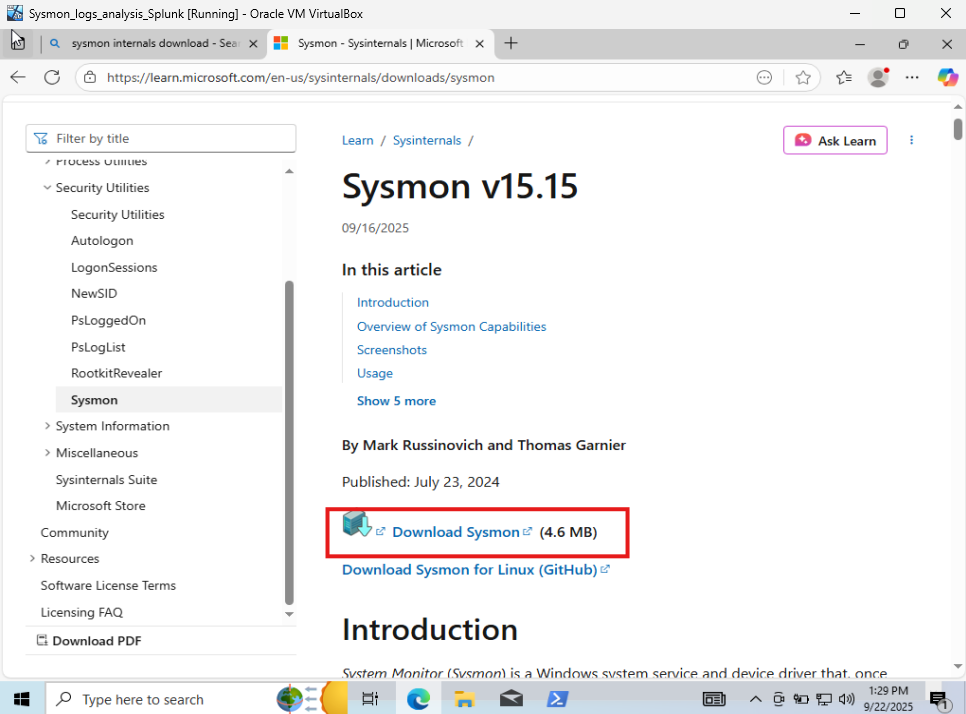 Sysmon_logs_analysis_Splunk [Running] - Oracle VM VirtualBox
sysmon internals download - Sea
Sysmon - Sysinternals | Microsoft
https://learn.microsoft.com/en-us/sysinternals/downloads/sysmon
Filter by title
Process Utilities
Security Utilities
Security Utilities
Autologon
LogonSessions
NewSID
PsLoggedOn
PsLogList
RootkitRevealer
Sysmon
System Information
Miscellaneous
Sysinternals Suite
Microsoft Store
Community
Resources
Software License Terms
Licensing FAQ
Download PDF
Learn / Sysinternals /
Ask Learn
Sysmon v15.15
09/16/2025
In this article
Introduction
Overview of Sysmon Capabilities
Screenshots
Usage
Show 5 more
By Mark Russinovich and Thomas Garnier
Published: July 23, 2024
Download Sysmon (4.6 MB)
Download Sysmon for Linux (GitHub)
Introduction
System Monitor (Sysmon) is a Windows system service and device driver that, once
Type here to search
1:29 PM
9/22/2025
1